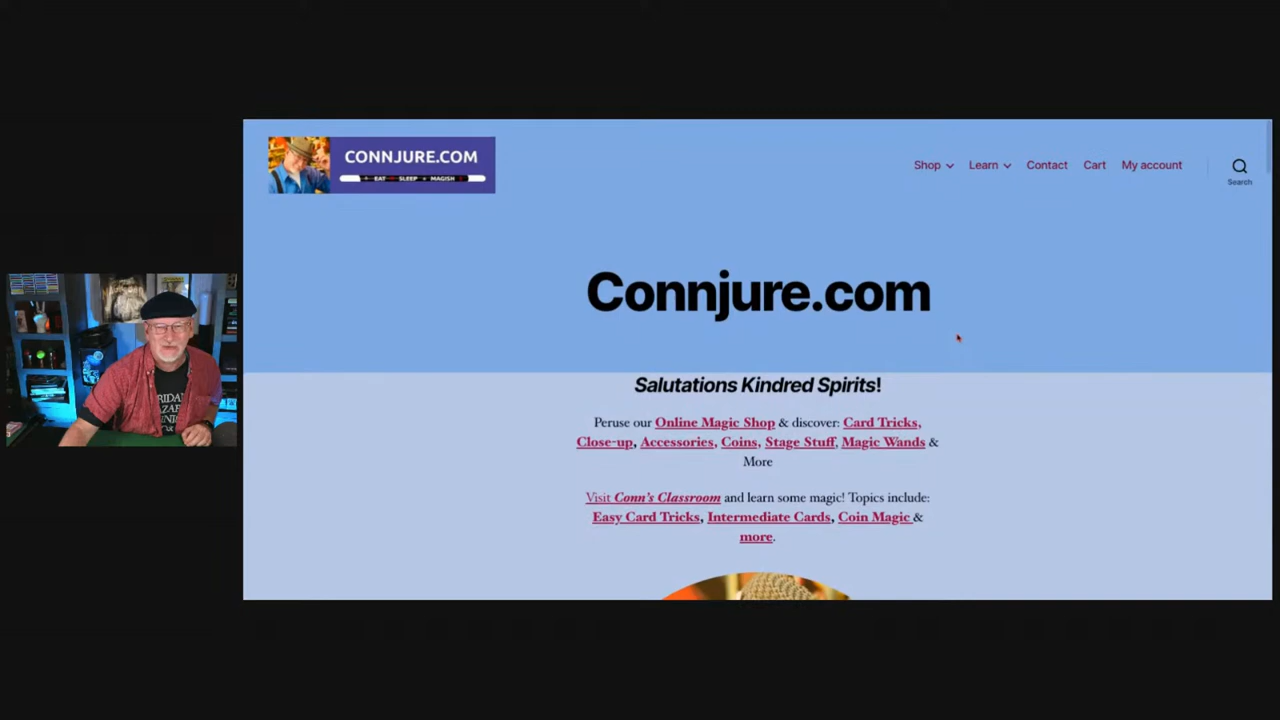 CONNJURE.COM
EAT SLEEP MAGISH
Shop
Learn
Contact
Cart
My account
Search
Connjure.com
Salutations Kindred Spirits!
Peruse our Online Magic Shop & discover: Card Tricks,
Close-up, Accessories, Coins, Stage Stuff, Magic Wands &
More
Visit Conn's Classroom and learn some magic! Topics include:
Easy Card Tricks, Intermediate Cards, Coin Magic &
more.